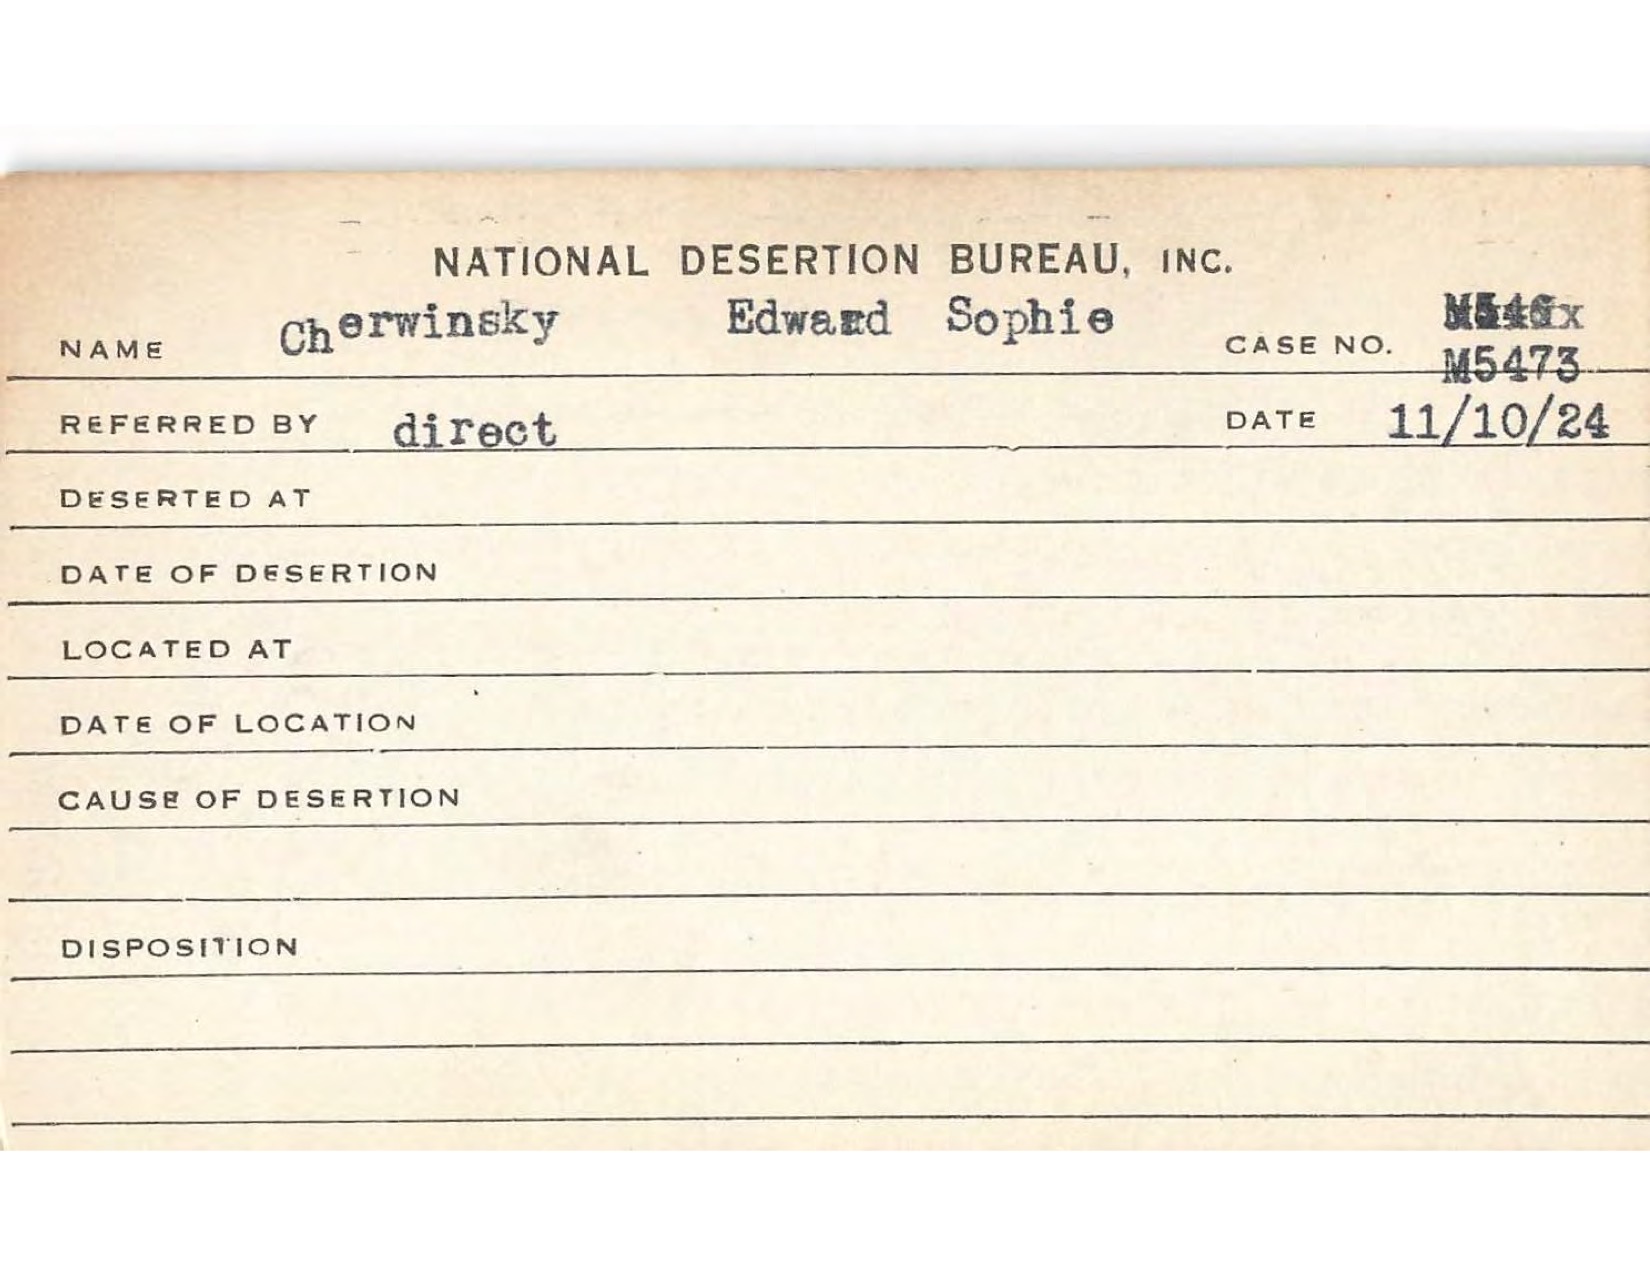 NATIONAL DESERTION BUREAU, INC.
NAME Cherwinsky Edward Sophie CASE NO. M5473
REFERRED BY direct DATE 11/10/24
DESERTED AT
DATE OF DESERTION
LOCATED AT
DATE OF LOCATION
CAUSE OF DESERTION
DISPOSITION